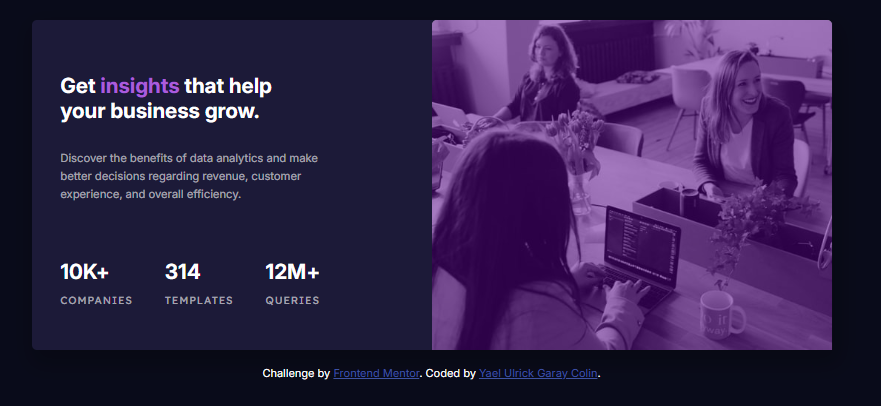 Get insights that help
your business grow.
Discover the benefits of data analytics and make
better decisions regarding revenue, customer
experience, and overall efficiency.
10K+ 314 12M+
COMPANIES TEMPLATES QUERIES
Challenge by Frontend Mentor. Coded by Yael Ulrick Garay Colin.